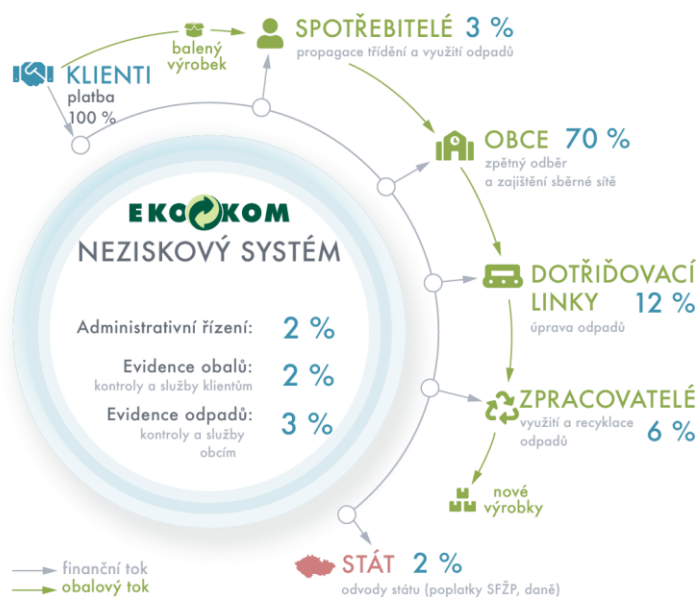 SPOTŘEBITELÉ 3 %
propagace třídění a využití odpadů
balený
výrobek
KLIENTI
platba
100 %
OBCE 70 %
zpětný odběr
a zajištění sběrné sítě
EKO KOM
NEZISKOVÝ SYSTÉM
DOTŘIĎOVACÍ
LINKY 12 %
úprava odpadů
Administrativní řízení: 2 %
Evidence obalů: 2 %
kontroly a služby klientům
Evidence odpadů: 3 %
kontroly a služby
obcím
ZPRACOVATELÉ
využití a recyklace
odpadů 6 %
nové
výrobky
STÁT 2 %
odvody státu (poplatky SFŽP, daně)
finanční tok
obalový tok